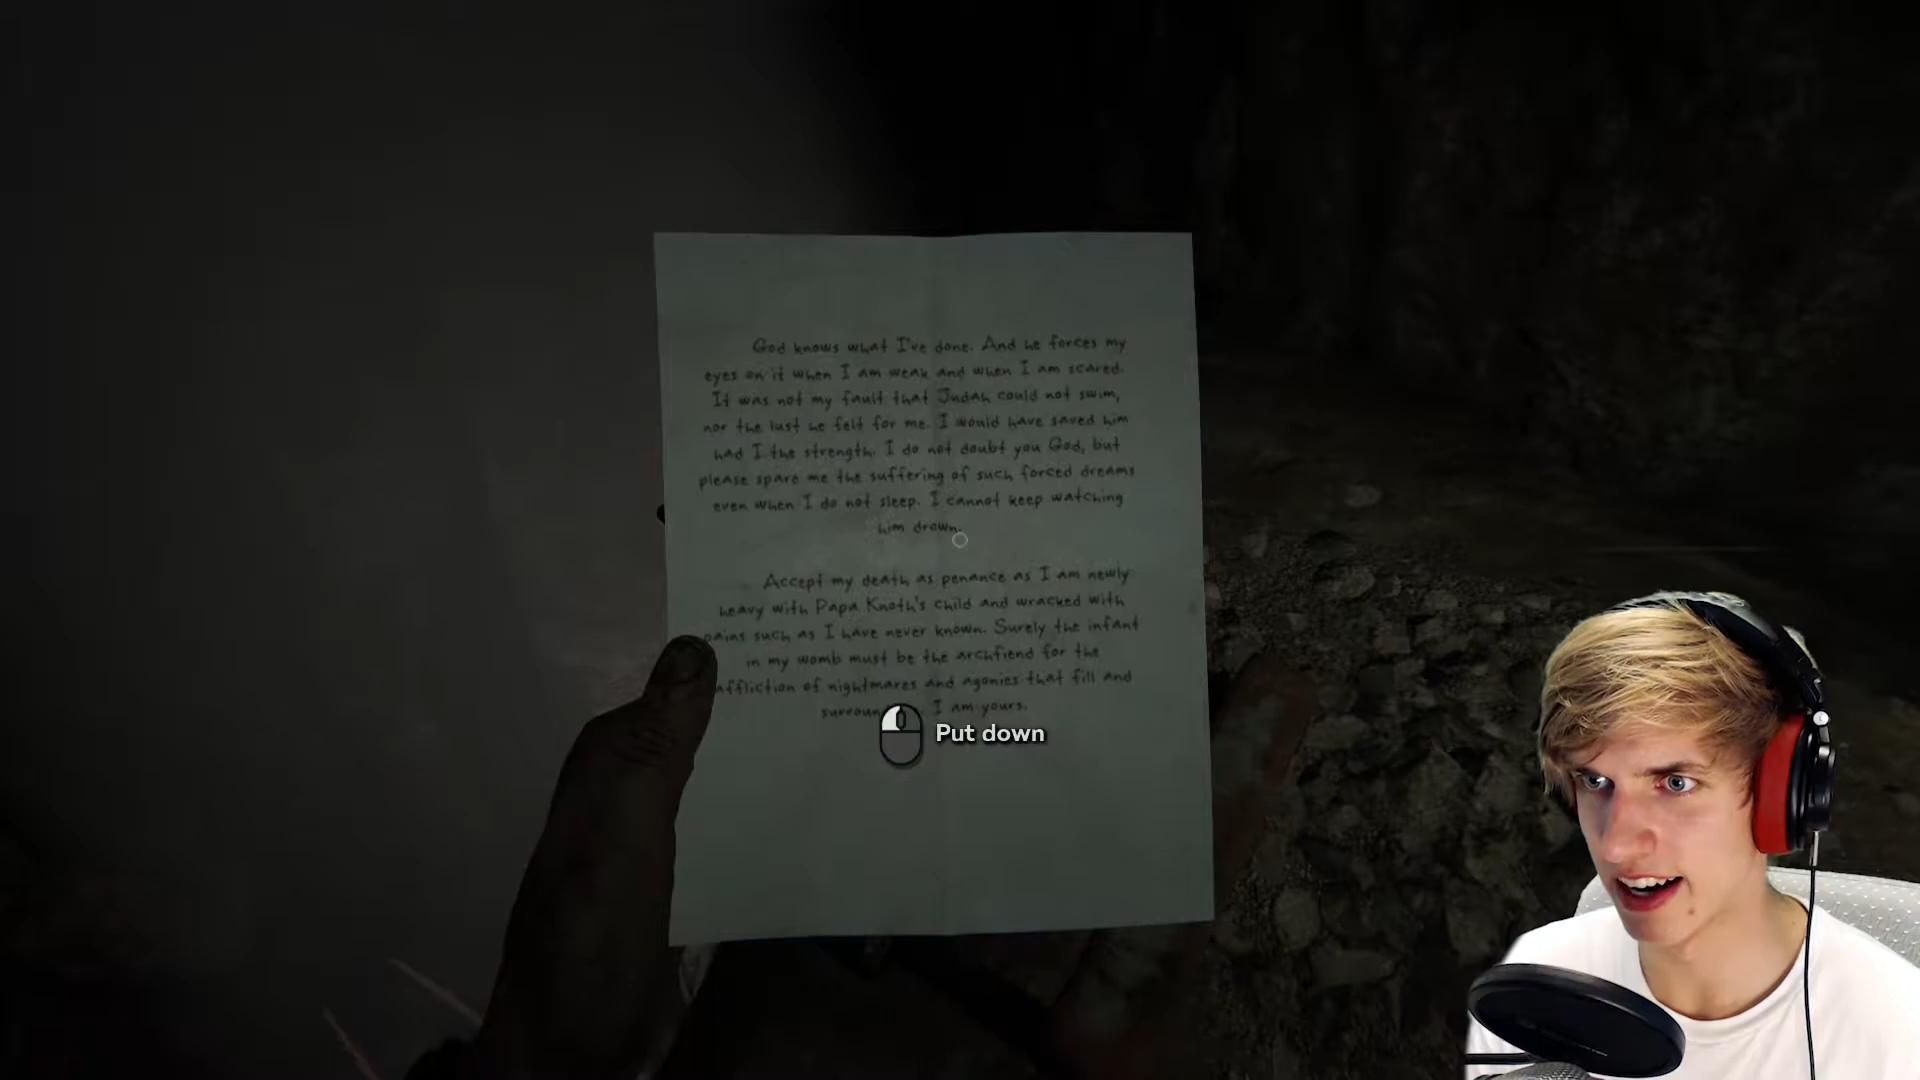 God knows what I've done. And he forces my
eyes on it when I am weak and when I am scared.
It was not my fault that Judah could not swim,
nor the lust he felt for me. I would have saved him
had I the strength. I do not doubt you God, but
please spare me the suffering of such forced dreams
even when I do not sleep. I cannot keep watching
him drown.
Accept my death as penance as I am newly
heavy with Papa Knoth's child and wracked with
pains such as I have never known. Surely the infant
in my womb must be the archfiend for the
affliction of nightmares and agonies that fill and
I am yours.
Put down